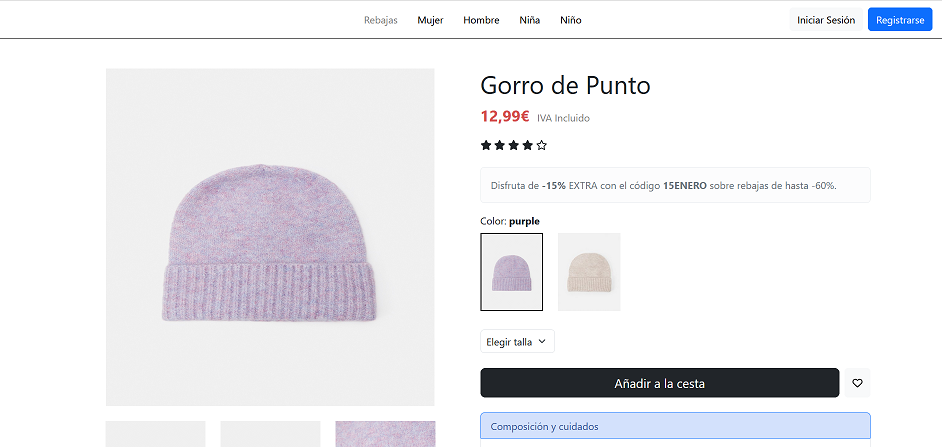 Rebajas Mujer Hombre Niña Niño Iniciar Sesión Registrarse
Gorro de Punto
12,99€ IVA Incluido
Disfruta de -15% EXTRA con el código 15ENERO sobre rebajas de hasta -60%.
Color: purple
Elegir talla
Añadir a la cesta
Composición y cuidados